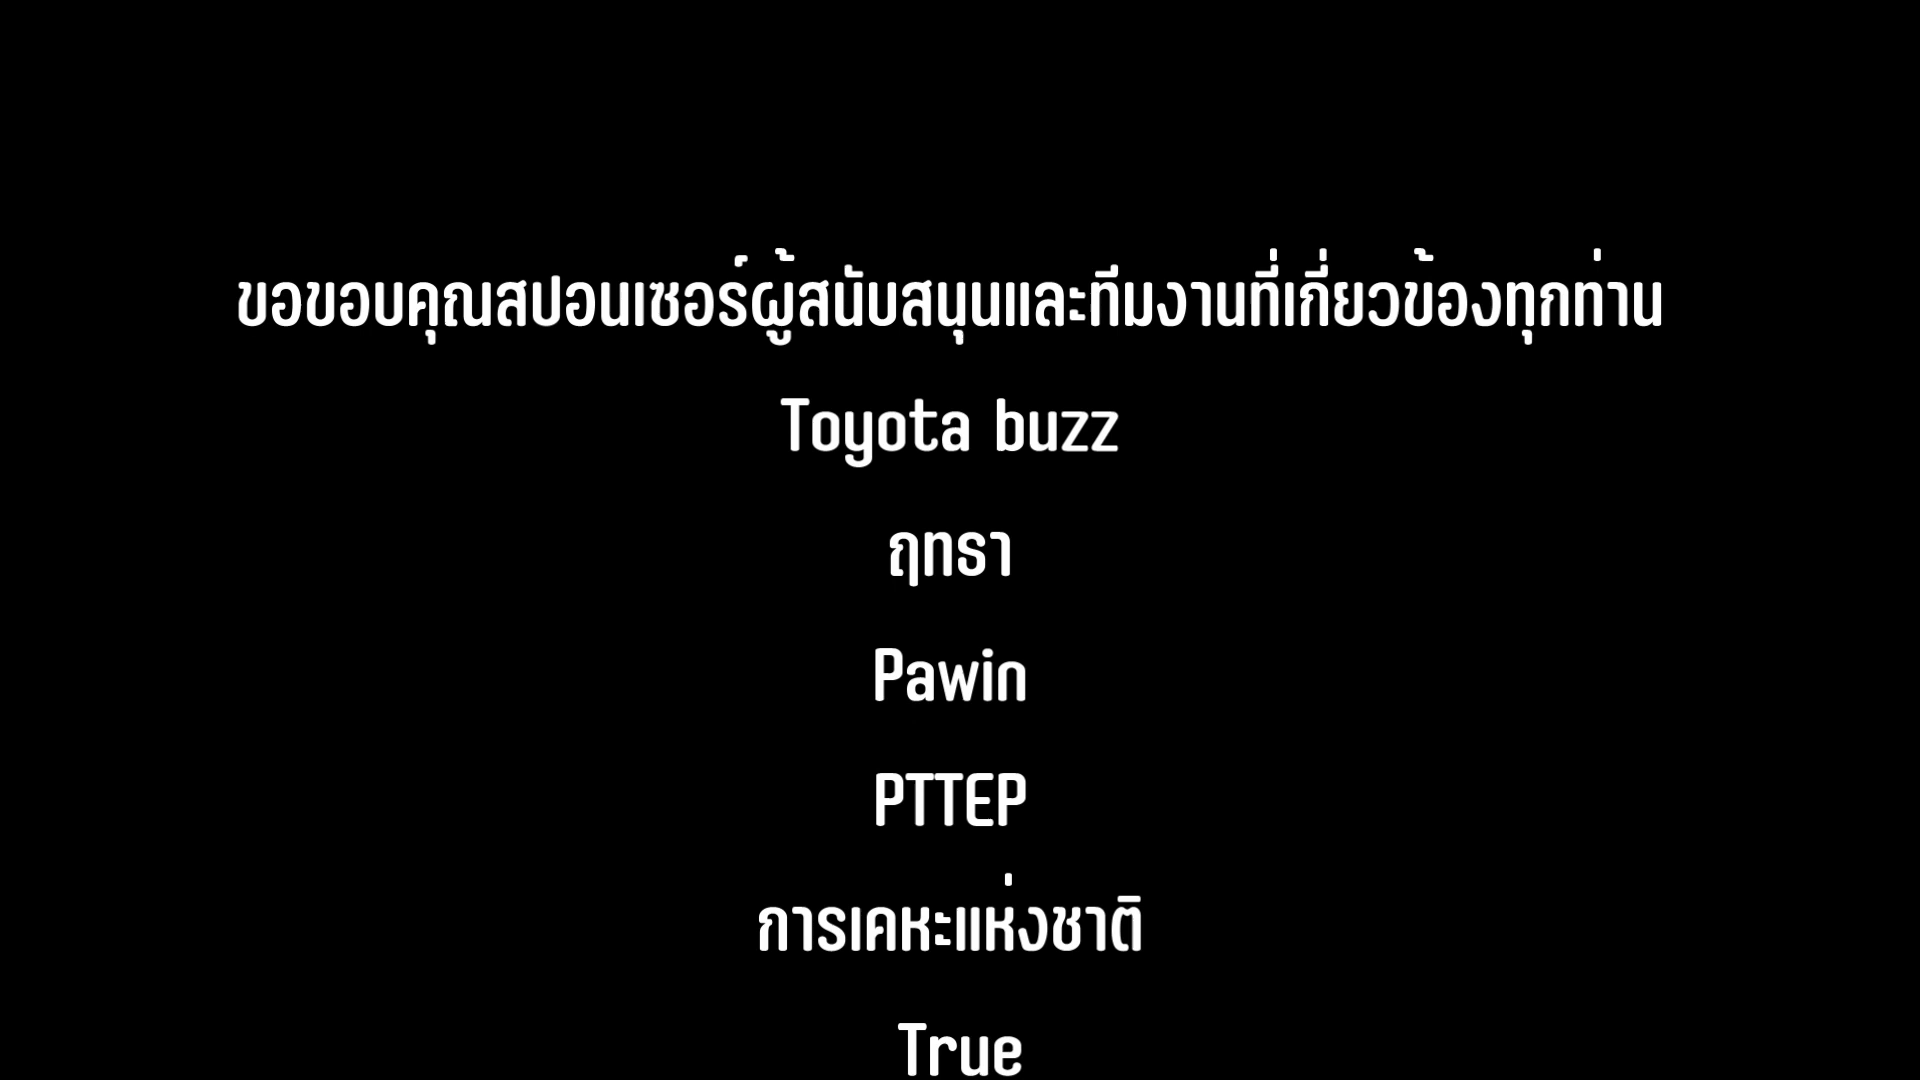 ขอขอบคุณสปอนเซอร์ผู้สนับสนุนและทีมงานที่เกี่ยวข้องทุกท่าน
Toyota buzz
ฤทธา
Pawin
PTTEP
การเคหะแห่งชาติ
True